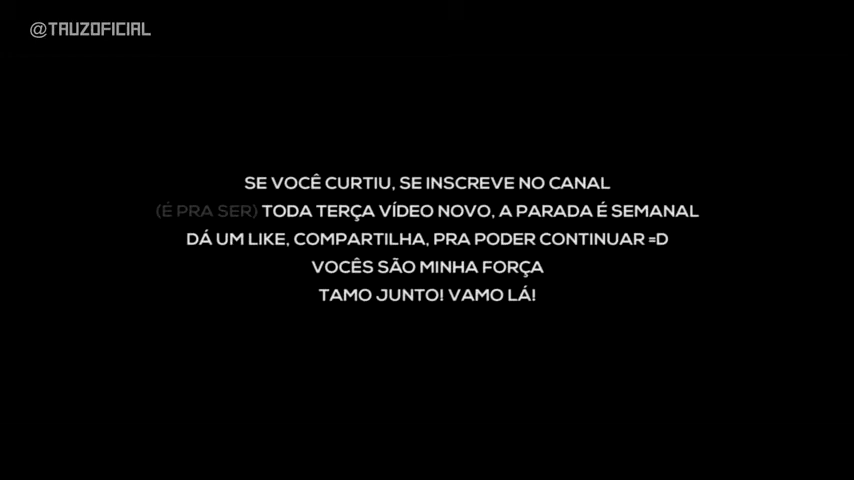 @TAUZOFICIAL
SE VOCÊ CURTIU, SE INSCREVE NO CANAL
(É PRA SER) TODA TERÇA VÍDEO NOVO, A PARADA É SEMANAL
DÁ UM LIKE, COMPARTILHA, PRA PODER CONTINUAR =D
VOCÊS SÃO MINHA FORÇA
TAMO JUNTO! VAMO LÁ!